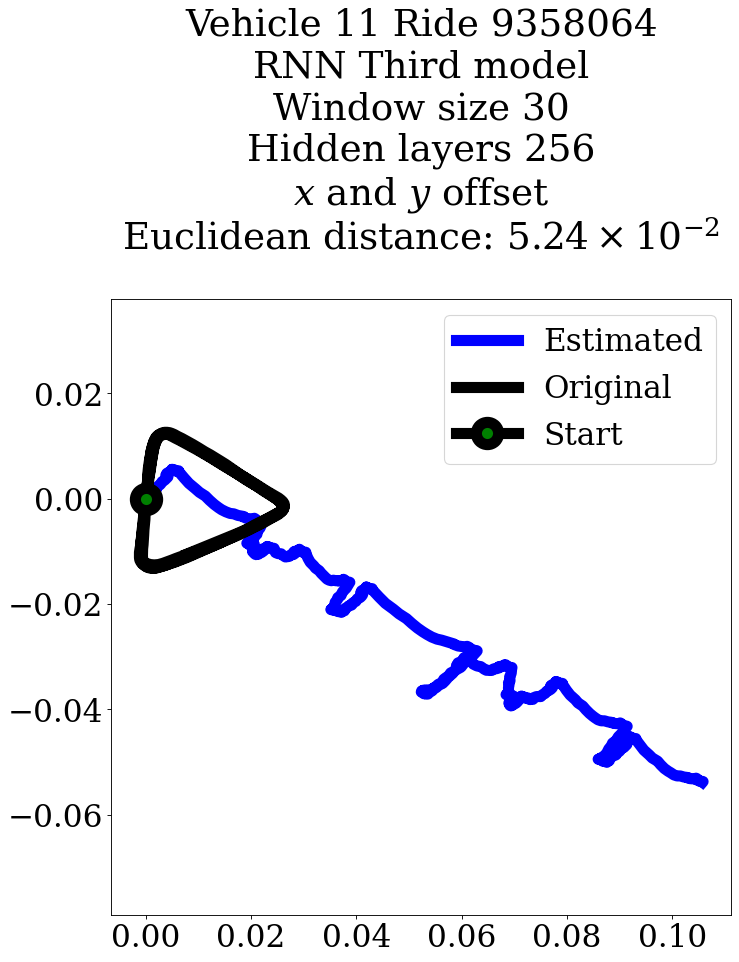 Vehicle 11 Ride 9358064
RNN Third model
Window size 30
Hidden layers 256
x and y offset
Euclidean distance: 5.24 × 10⁻²
Estimated
Original
Start
0.02
0.00
−0.02
−0.04
−0.06
0.00 0.02 0.04 0.06 0.08 0.10